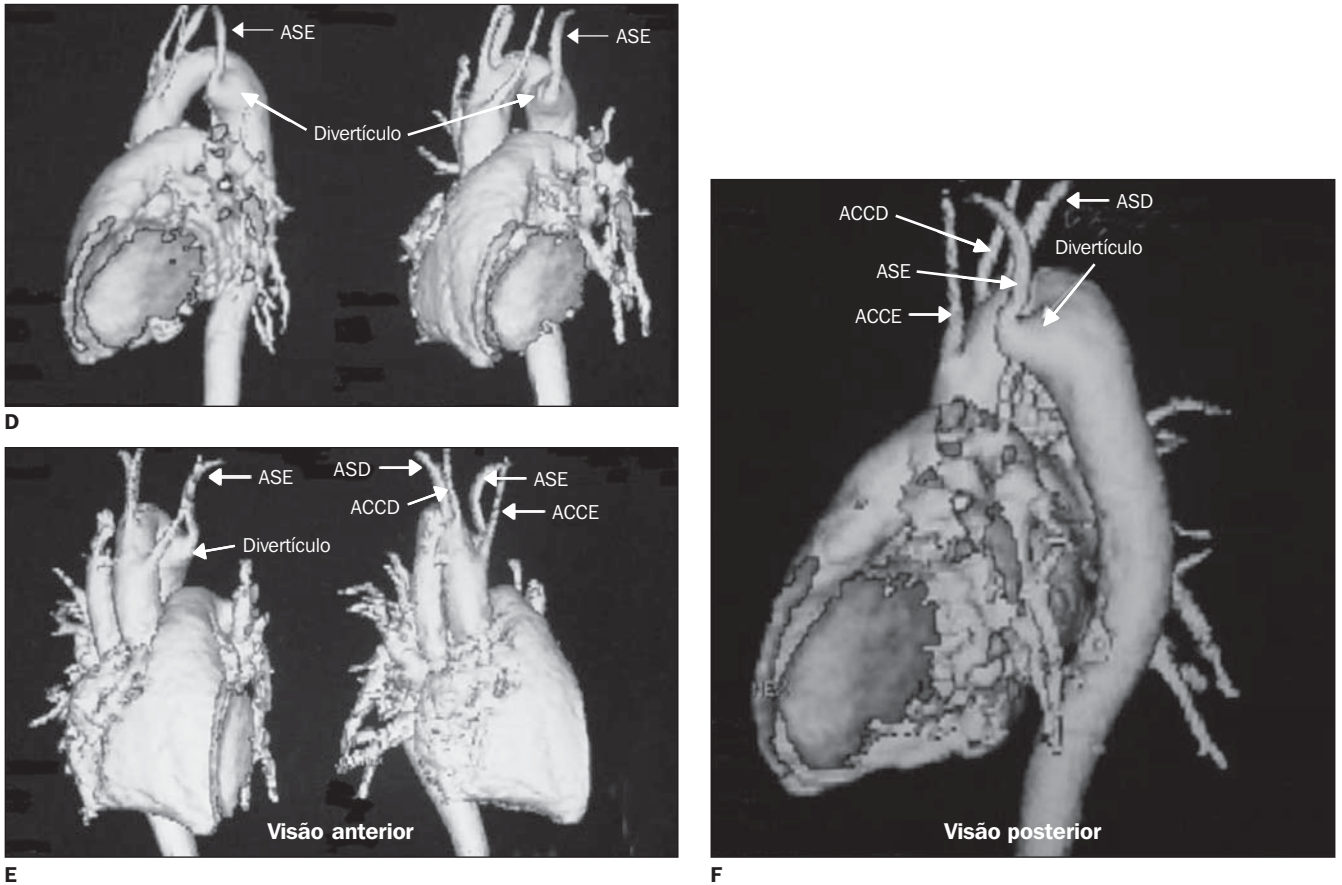 ASE
ASE
Divertículo
D
ASE
Divertículo
ASD
ACCD
ASE
ACCE
Visão anterior
E
ACCD
ASD
Divertículo
ASE
ACCE
Visão posterior
F